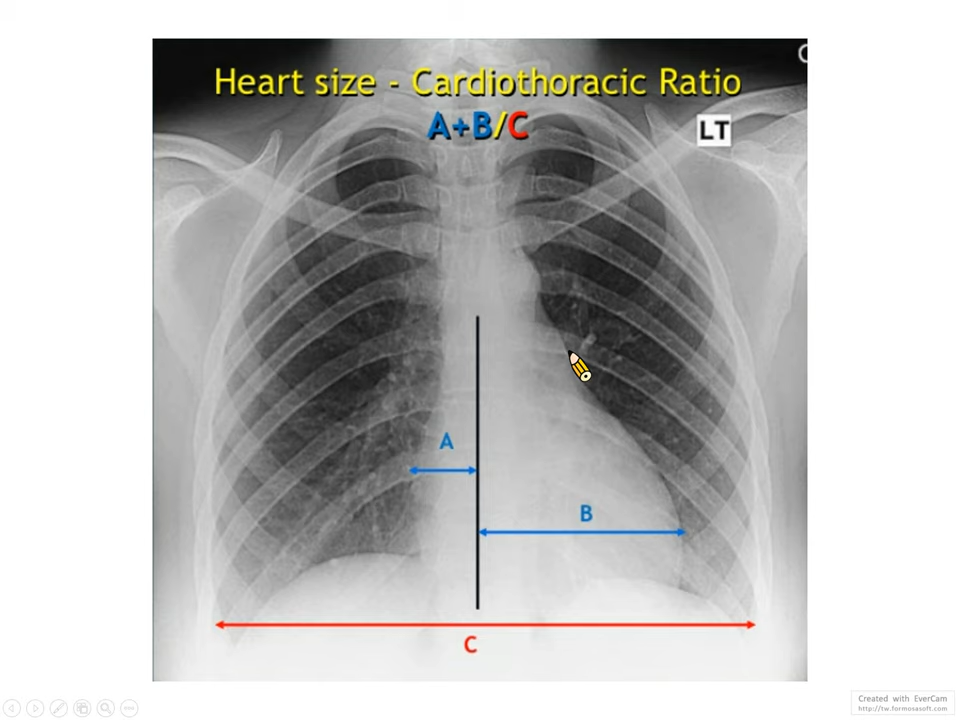 Heart size - Cardiothoracic Ratio
A+B/C
LT
A
B
C
Created with EverCam
http://tw.formosasoft.com